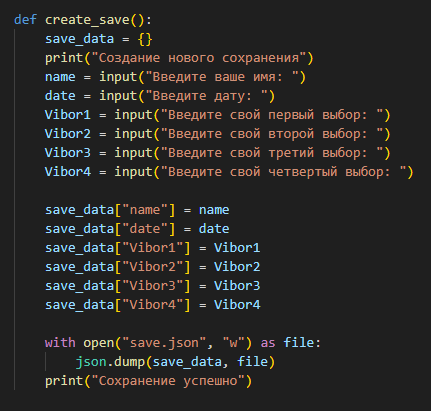 def create_save():
    save_data = {}
    print("Создание нового сохранения")
    name = input("Введите ваше имя: ")
    date = input("Введите дату: ")
    Vibor1 = input("Введите свой первый выбор: ")
    Vibor2 = input("Введите свой второй выбор: ")
    Vibor3 = input("Введите свой третий выбор: ")
    Vibor4 = input("Введите свой четвертый выбор: ")
    save_data["name"] = name
    save_data["date"] = date
    save_data["Vibor1"] = Vibor1
    save_data["Vibor2"] = Vibor2
    save_data["Vibor3"] = Vibor3
    save_data["Vibor4"] = Vibor4
    with open("save.json", "w") as file:
        json.dump(save_data, file)
    print("Сохранение успешно")